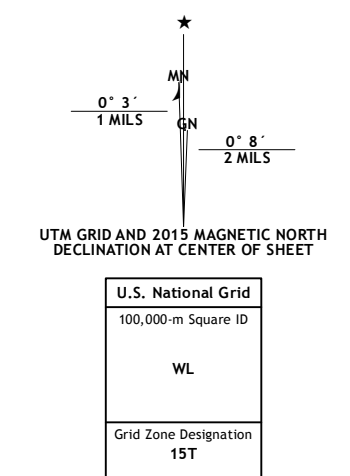 ★
MN
GN
0° 3´
1 MILS
0° 8´
2 MILS
UTM GRID AND 2015 MAGNETIC NORTH
DECLINATION AT CENTER OF SHEET
U.S. National Grid
100,000-m Square ID
WL
Grid Zone Designation
15T